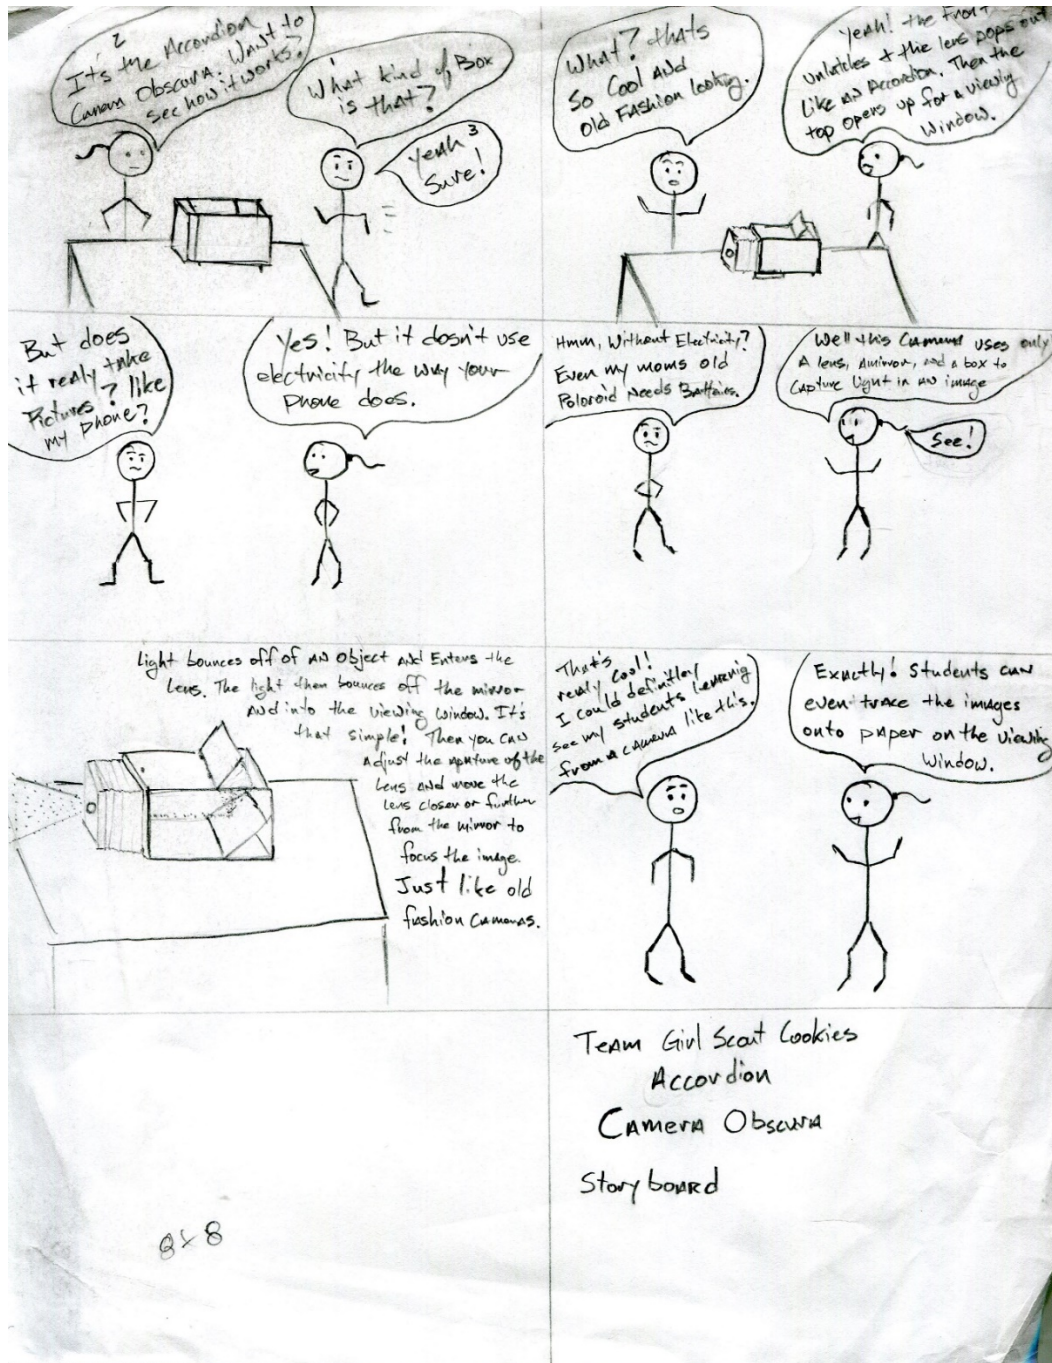 1
What kind of Box
is that?
2
It's the Accordion
Camera Obscura. Want to
see how it works?
3
Yeah
Sure!
What? thats
So Cool AND
Old Fashion looking.
Yeah! the Front
unlatches + the lens pops out
Like an Accordion. Then the
top opens up for a viewing
Window.
But does
it realy take
Pictures? like
my phone?
Yes! But it dosn't use
electricity the way your
phone does.
Hmm, Without Electricity?
Even my moms old
Poloroid Needs Batteries.
Well this Camera uses only
A lens, A mirror, and a box to
Capture Light in an image
See!
Light bounces off of an Object and Enters the
Lens. The light then bounces off the mirror
and into the viewing window. It's
that simple! Then you can
Adjust the aperture of the
Lens and move the
Lens closer or further
from the mirror to
focus the image.
Just like old
fashion Cameras.
That's
realy Cool!
I could definitley
see my students learning
from a camera like this.
Exactly! Students can
even trace the images
onto paper on the viewing
Window.
8x8
Team Girl Scout Cookies
Accordion
Camera Obscura
Storyboard